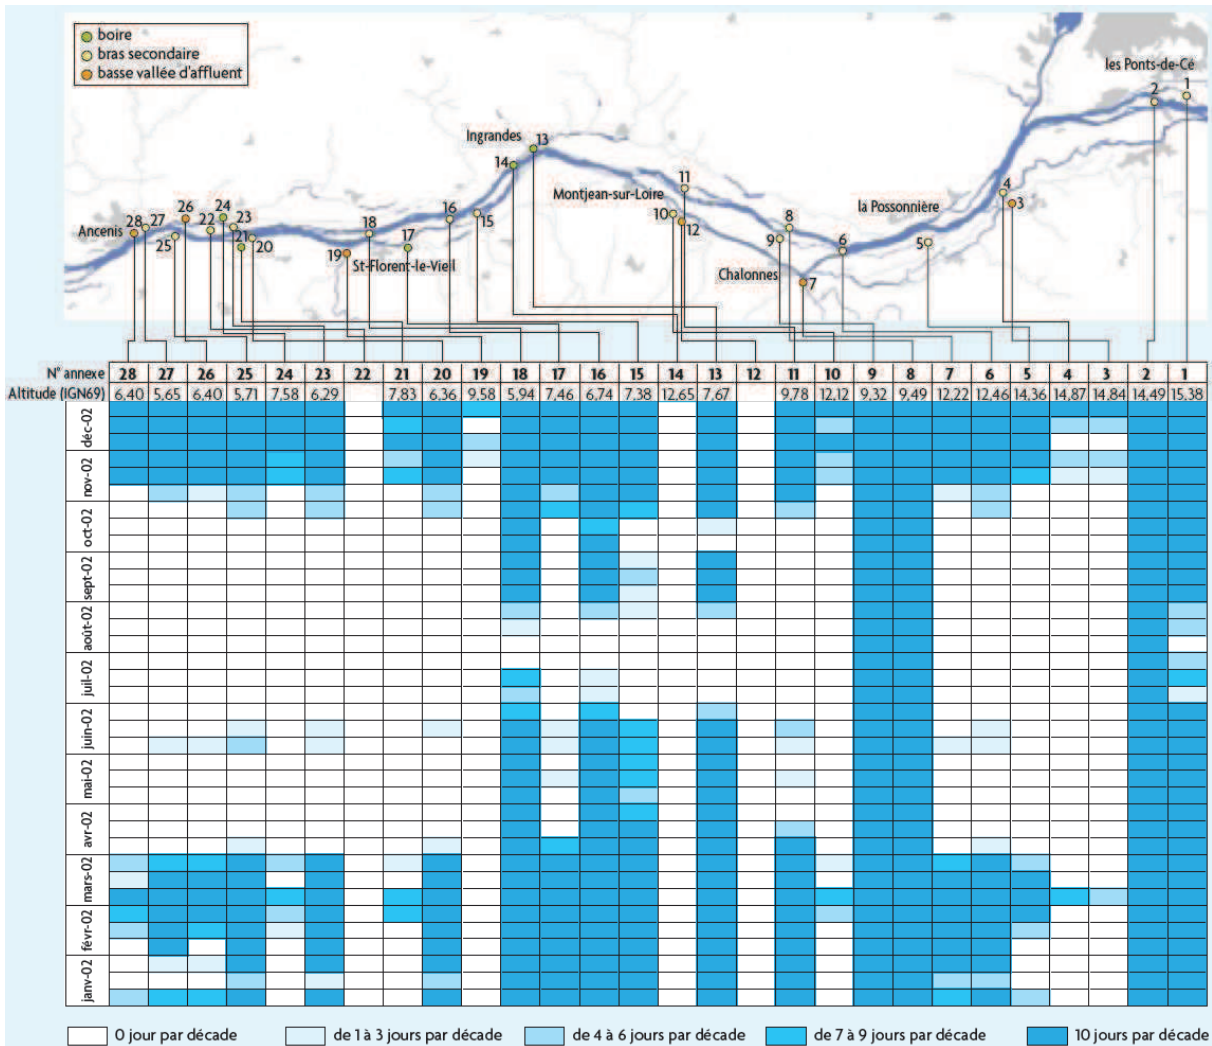 boire
bras secondaire
basse vallée d'affluent
les Ponts-de-Cé
1
2
Ingrandes
13
14
11
Montjean-sur-Loire
4
3
la Possonnière
10
12
16
15
8
26
24
28
27
22
23
18
9
6
5
Ancenis
25
21
20
17
19
St-Florent-le-Vieil
Chalonnes
7
N° annexe 28 27 26 25 24 23 22 21 20 19 18 17 16 15 14 13 12 11 10 9 8 7 6 5 4 3 2 1
Altitude (IGN69) 6,40 5,65 6,40 5,71 7,58 6,29 7,83 6,36 9,58 5,94 7,46 6,74 7,38 12,65 7,67 9,78 12,12 9,32 9,49 12,22 12,46 14,36 14,87 14,84 14,49 15,38
déc-02
nov-02
oct-02
sept-02
août-02
juil-02
juin-02
mai-02
avr-02
mars-02
févr-02
janv-02
0 jour par décade
de 1 à 3 jours par décade
de 4 à 6 jours par décade
de 7 à 9 jours par décade
10 jours par décade